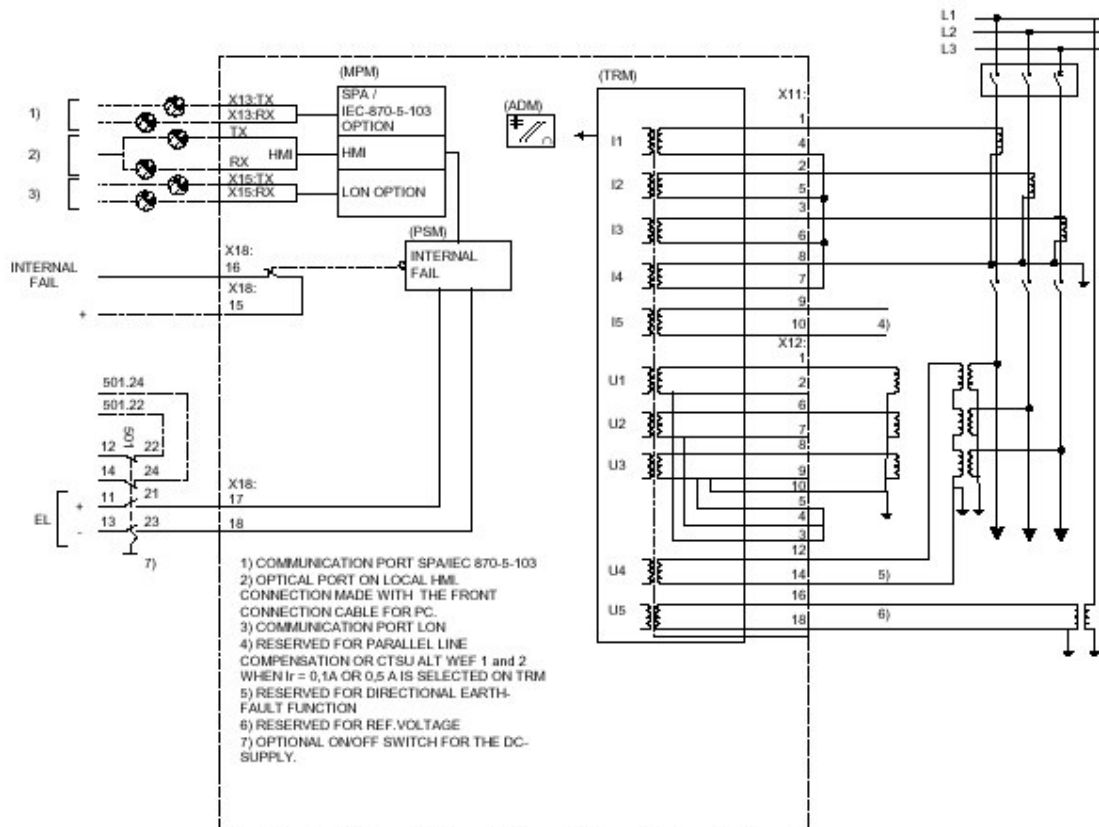 L1
L2
L3
(MPM)
(TRM)
X11:
(ADM)
1)
X13:TX
X13:RX
SPA /
IEC-870-5-103
OPTION
2)
TX
RX
HMI
HMI
3)
X15:TX
X15:RX
LON OPTION
(PSM)
INTERNAL
FAIL
INTERNAL
FAIL
X18:
16
X18:
15
+
I1
1
4
I2
2
5
I3
3
6
I4
8
7
I5
9
10
4)
X12:
U1
1
2
U2
6
7
U3
8
9
10
5
4
3
U4
12
14
5)
U5
16
18
6)
501.24
501.22
501
12 22
14 24
11 21
13 23
EL
+
-
7)
X18:
17
18
1) COMMUNICATION PORT SPA/IEC 870-5-103
2) OPTICAL PORT ON LOCAL HMI.
CONNECTION MADE WITH THE FRONT
CONNECTION CABLE FOR PC.
3) COMMUNICATION PORT LON
4) RESERVED FOR PARALLEL LINE
COMPENSATION OR CTSU ALT WEF 1 and 2
WHEN Ir = 0,1A OR 0,5 A IS SELECTED ON TRM
5) RESERVED FOR DIRECTIONAL EARTH-
FAULT FUNCTION
6) RESERVED FOR REF.VOLTAGE
7) OPTIONAL ON/OFF SWITCH FOR THE DC-
SUPPLY.